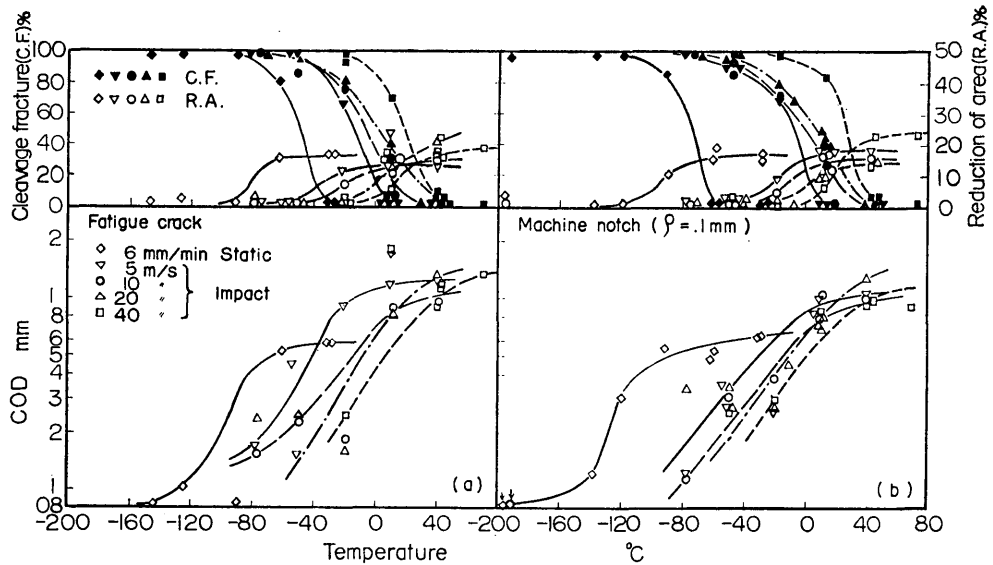 Cleavage fracture(C.F.)%
100
80
60
40
20
0
C.F.
R.A.
50
40
30
20
10
0
Reduction of area(R.A.)%
Fatigue crack
6 mm/min Static
5 m/s
10 〃
20 〃
40 〃
Impact
Machine notch (ρ = .1mm)
COD mm
2
1
8
6
5
4
3
2
1
0.8
(a)
(b)
-200 -160 -120 -80 -40 0 40 -200 -160 -120 -80 -40 0 40 80
Temperature °C